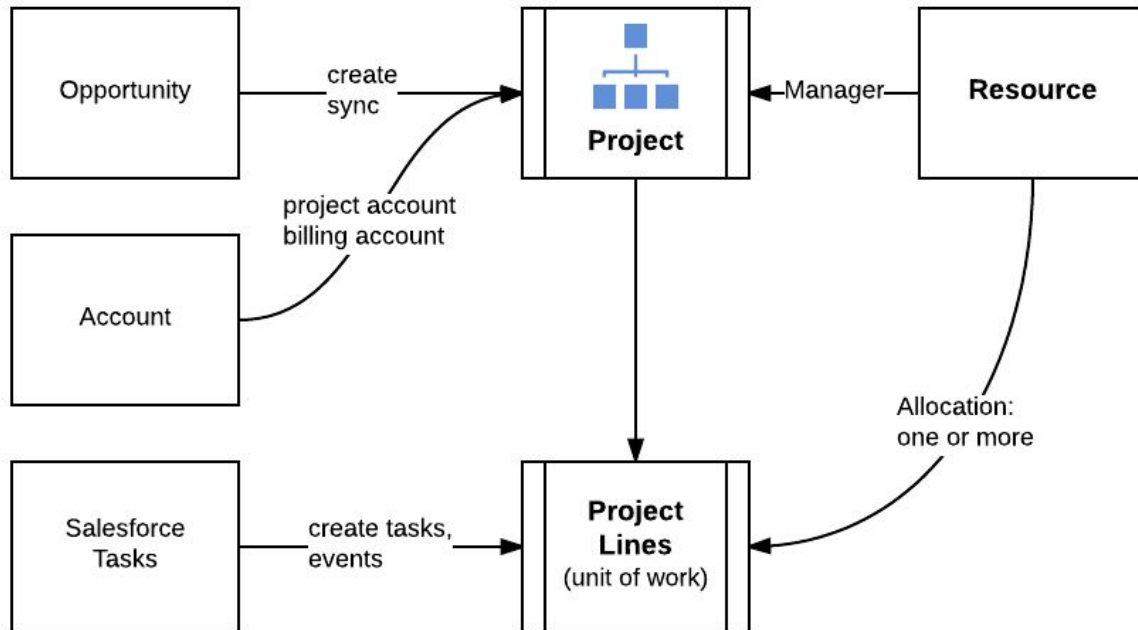 Opportunity
create
sync
Project
Manager
Resource
project account
billing account
Account
Allocation:
one or more
Salesforce
Tasks
create tasks,
events
Project
Lines
(unit of work)